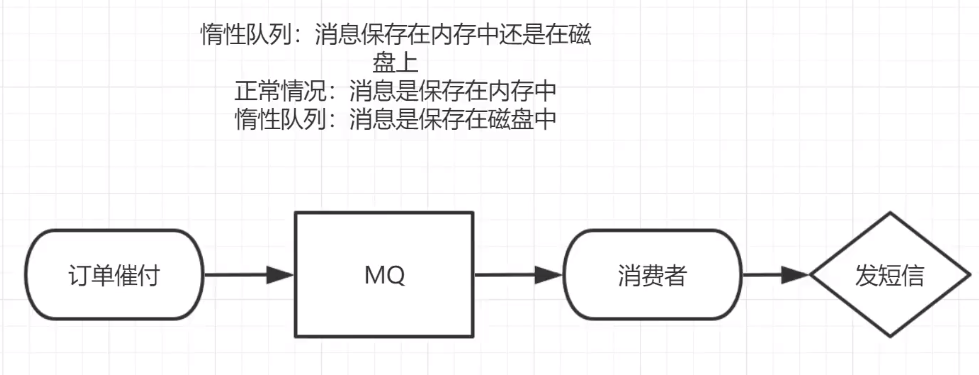 惰性队列：消息保存在内存中还是在磁
盘上
正常情况：消息是保存在内存中
惰性队列：消息是保存在磁盘中
订单催付
MQ
消费者
发短信